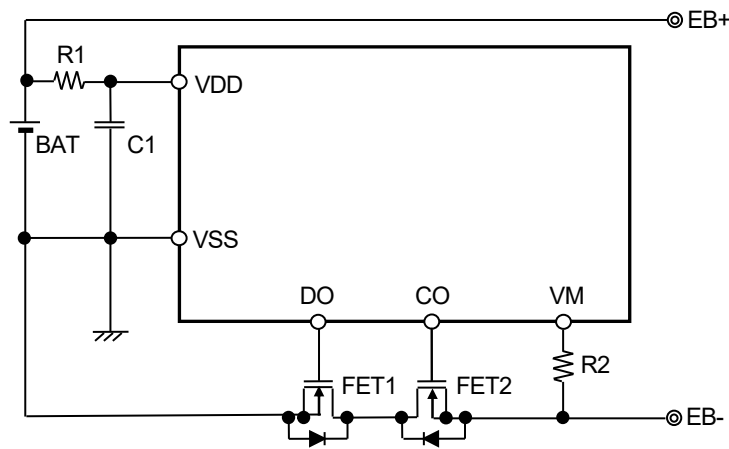 EB+
R1
VDD
BAT
C1
VSS
DO
CO
VM
FET1
FET2
R2
EB-